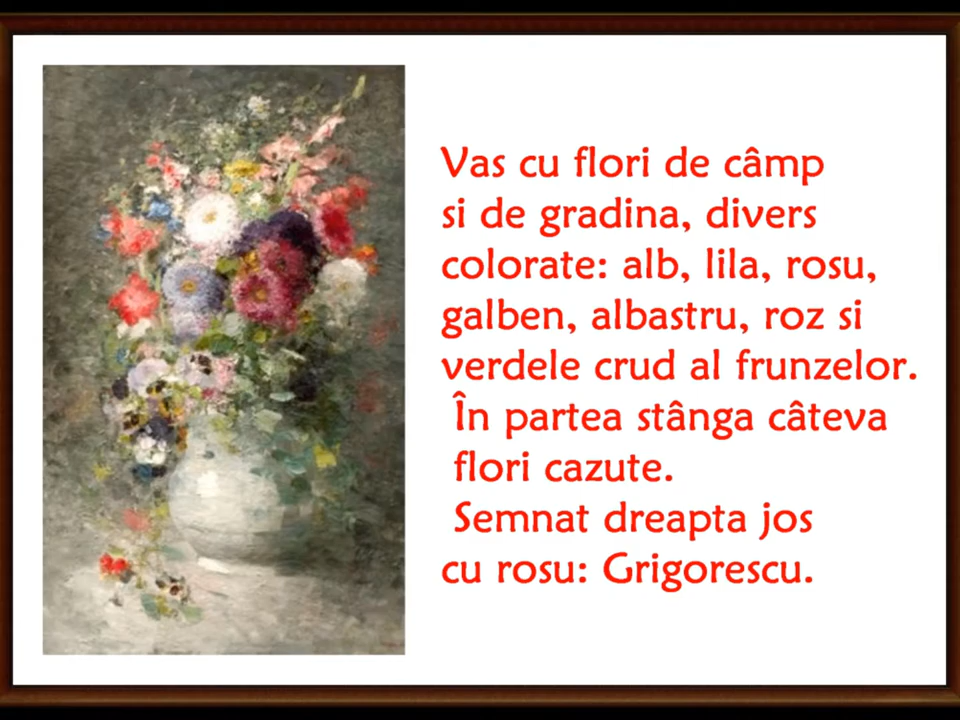 Vas cu flori de câmp
si de gradina, divers
colorate: alb, lila, rosu,
galben, albastru, roz si
verdele crud al frunzelor.
În partea stânga câteva
flori cazute.
Semnat dreapta jos
cu rosu: Grigorescu.